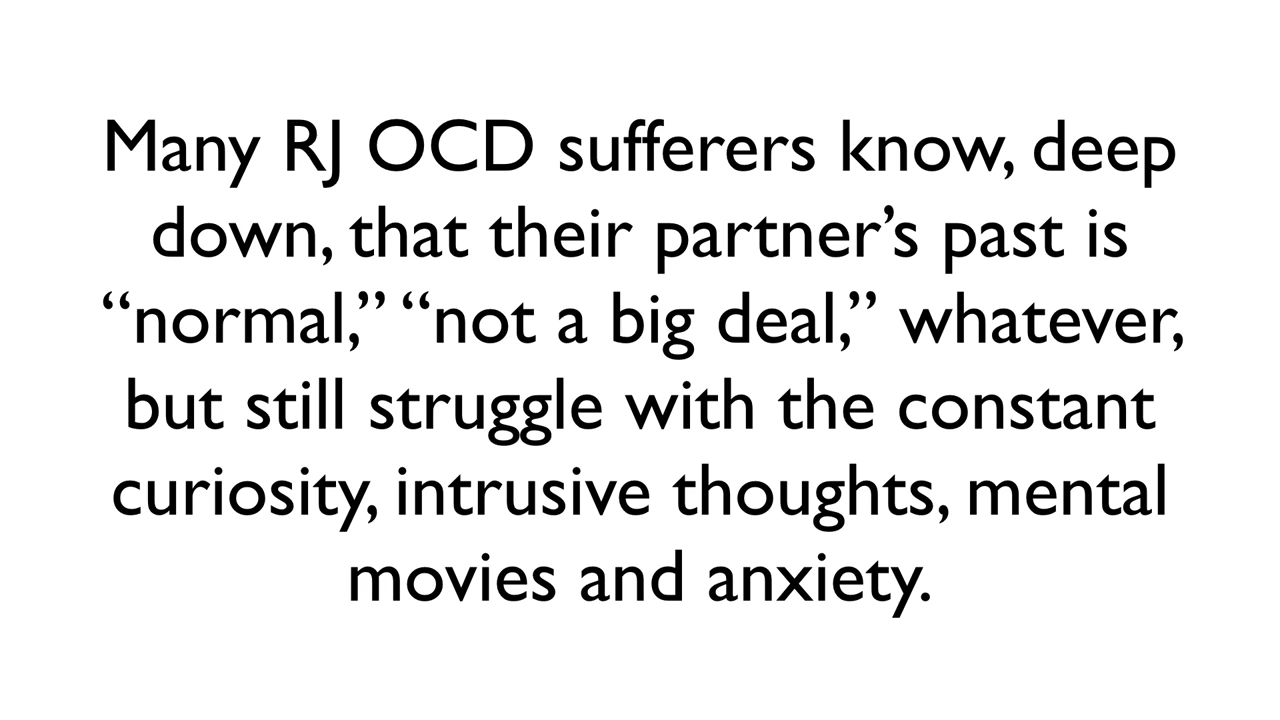 Many RJ OCD sufferers know, deep
down, that their partner’s past is
“normal,” “not a big deal,” whatever,
but still struggle with the constant
curiosity, intrusive thoughts, mental
movies and anxiety.